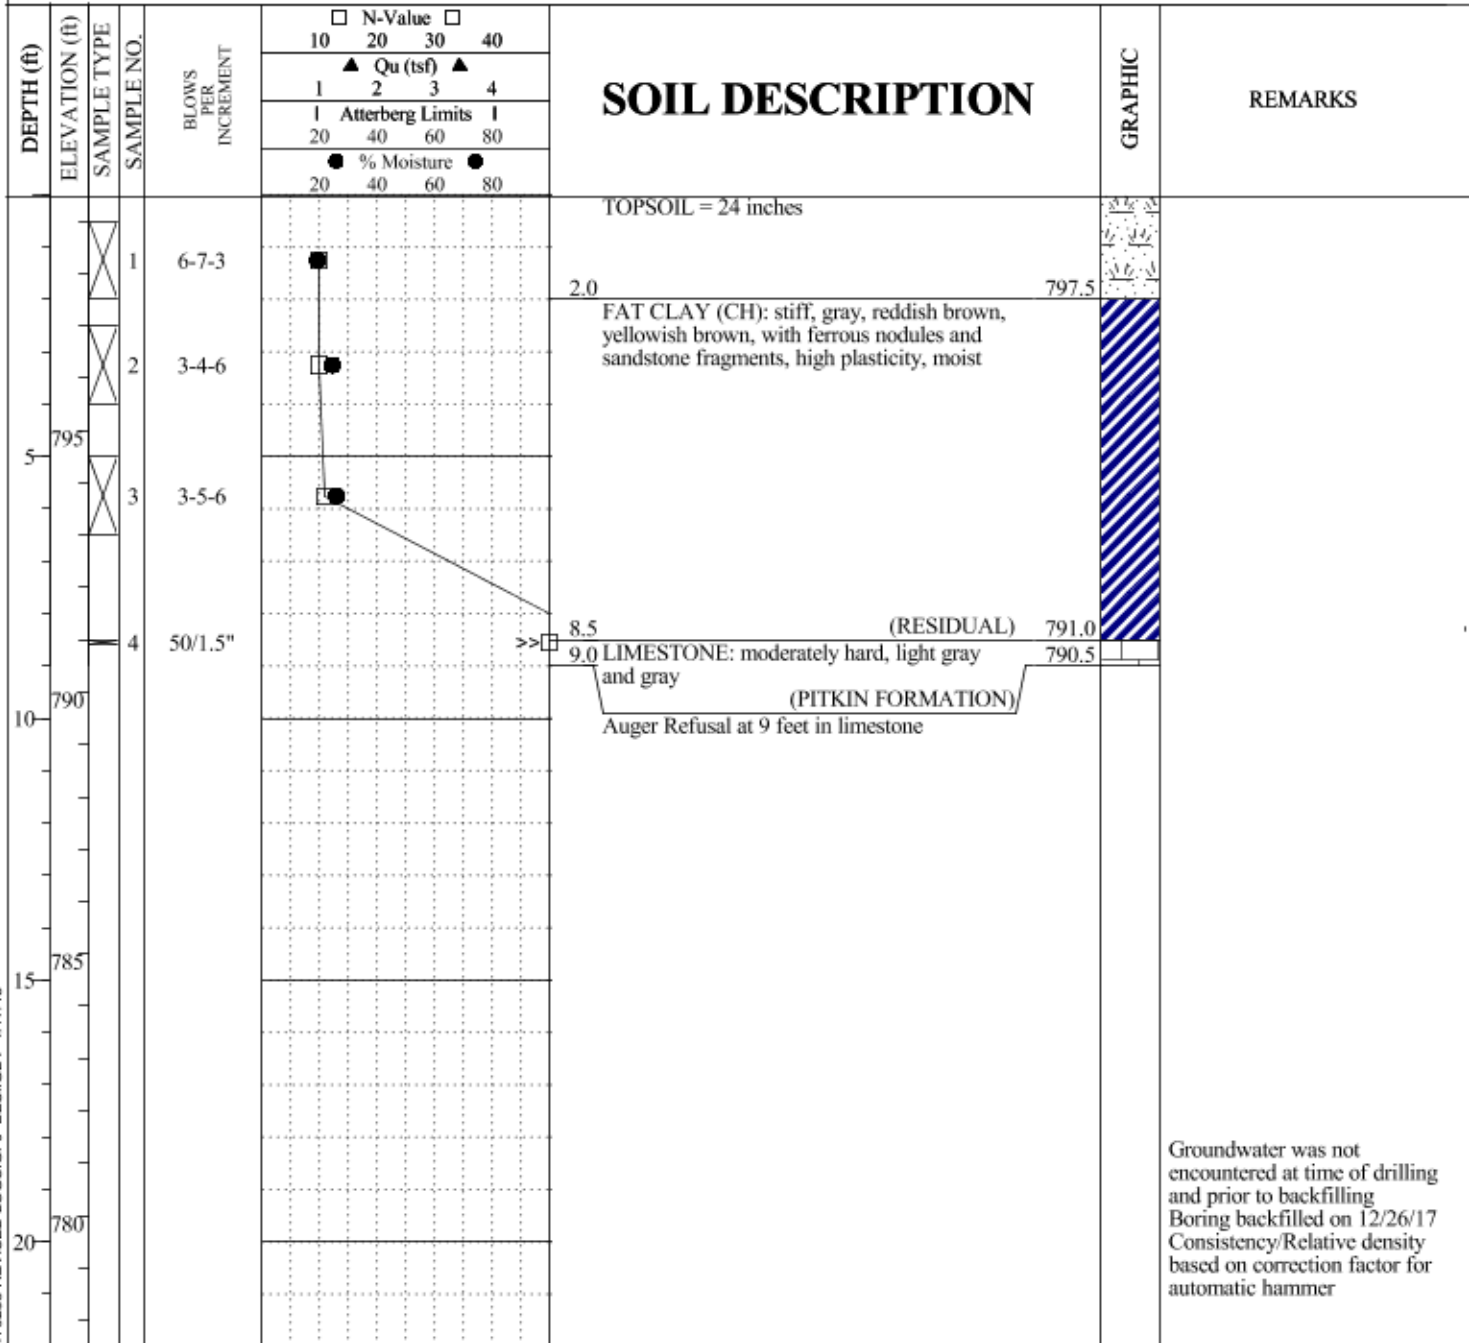 DEPTH (ft)
ELEVATION (ft)
SAMPLE TYPE
SAMPLE NO.
BLOWS
PER
INCREMENT
N-Value
10 20 30 40
Qu (tsf)
1 2 3 4
Atterberg Limits
20 40 60 80
% Moisture
20 40 60 80
SOIL DESCRIPTION
GRAPHIC
REMARKS
TOPSOIL = 24 inches
1 6-7-3
2.0 797.5
FAT CLAY (CH): stiff, gray, reddish brown,
yellowish brown, with ferrous nodules and
sandstone fragments, high plasticity, moist
2 3-4-6
795
5
3 3-5-6
8.5 (RESIDUAL) 791.0
4 50/1.5" >>
9.0 LIMESTONE: moderately hard, light gray 790.5
and gray
790
(PITKIN FORMATION)
10
Auger Refusal at 9 feet in limestone
785
15
780
20
Groundwater was not
encountered at time of drilling
and prior to backfilling
Boring backfilled on 12/26/17
Consistency/Relative density
based on correction factor for
automatic hammer